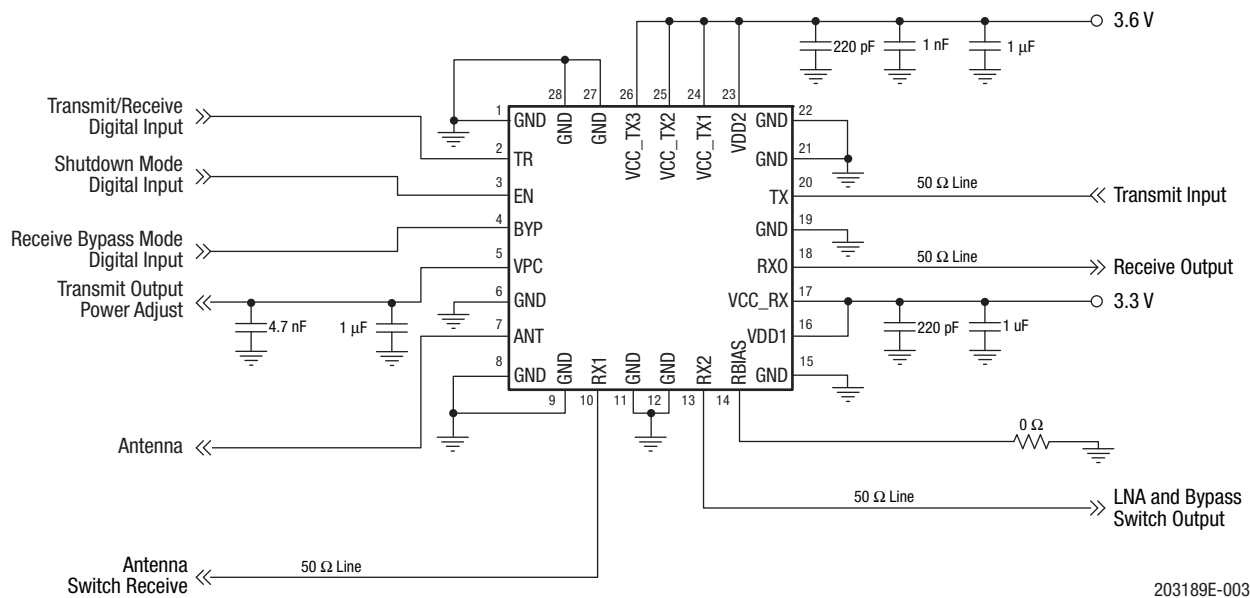 3.6 V
220 pF
1 nF
1 μF
28
27
26
25
24
23
Transmit/Receive
Digital Input
1
GND
GND
GND
VCC_TX3
VCC_TX2
VCC_TX1
VDD2
GND
22
2
TR
GND
21
Shutdown Mode
Digital Input
3
EN
TX
20
50 Ω Line
Transmit Input
Receive Bypass Mode
Digital Input
4
BYP
GND
19
5
VPC
RXO
18
50 Ω Line
Receive Output
Transmit Output
Power Adjust
6
GND
VCC_RX
17
3.3 V
4.7 nF
1 μF
7
ANT
VDD1
16
220 pF
1 uF
8
GND
GND
RX1
GND
GND
RX2
RBIAS
GND
15
9
10
11
12
13
14
0 Ω
Antenna
50 Ω Line
LNA and Bypass
Switch Output
Antenna
Switch Receive
50 Ω Line
203189E-003